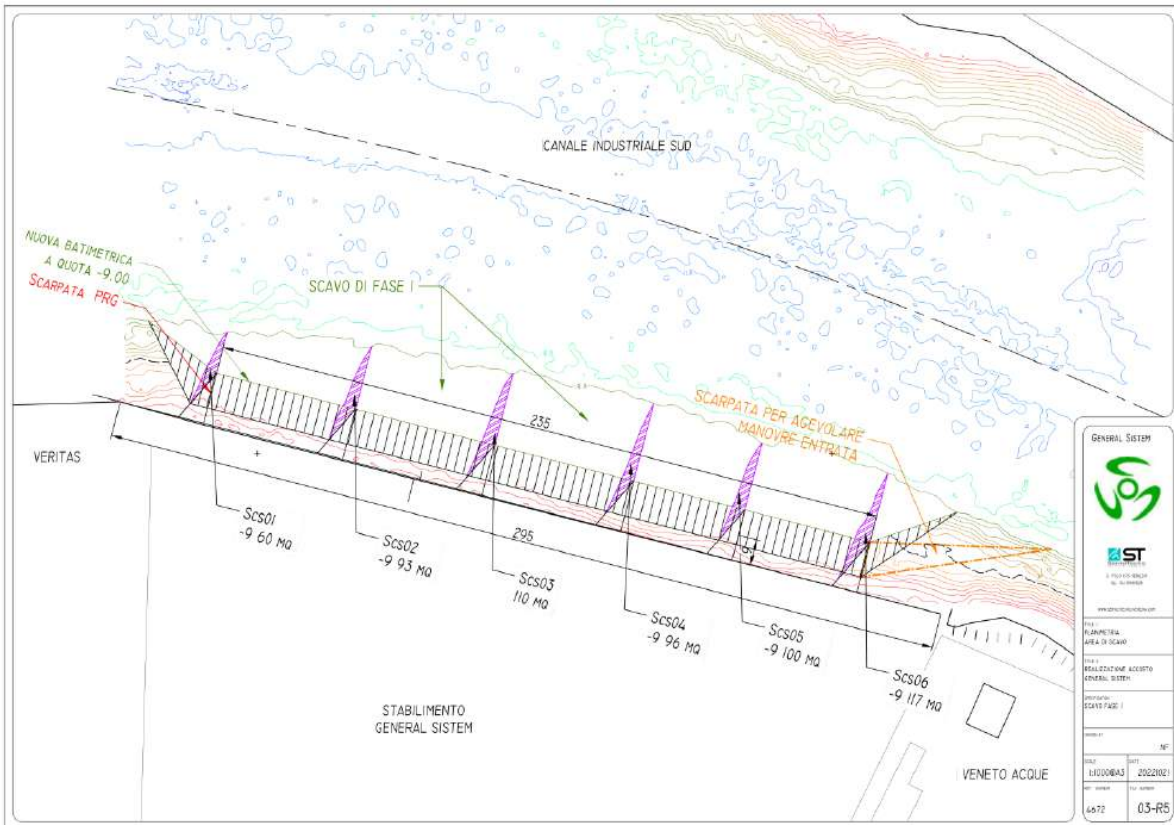 CANALE INDUSTRIALE SUD
NUOVA BATIMETRICA
A QUOTA -9,00
SCARPATA PRG
SCAVO DI FASE I
SCARPATA PER AGEVOLARE
MANOVRE ENTRATA
235
295
15
VERITAS
Scs01
-9 60 MQ
Scs02
-9 93 MQ
Scs03
110 MQ
Scs04
-9 96 MQ
Scs05
-9 100 MQ
Scs06
-9 117 MQ
STABILIMENTO
GENERAL SISTEM
VENETO ACQUE
GENERAL SISTEM
ST
PLANIMETRIA
AREA DI SCAVO
REALIZZAZIONE ACCOSTO
GENERAL SISTEM
SCAVO FASE I
NF
SCALE
DATE
1:1000@A3
20221021
4672
03-R5